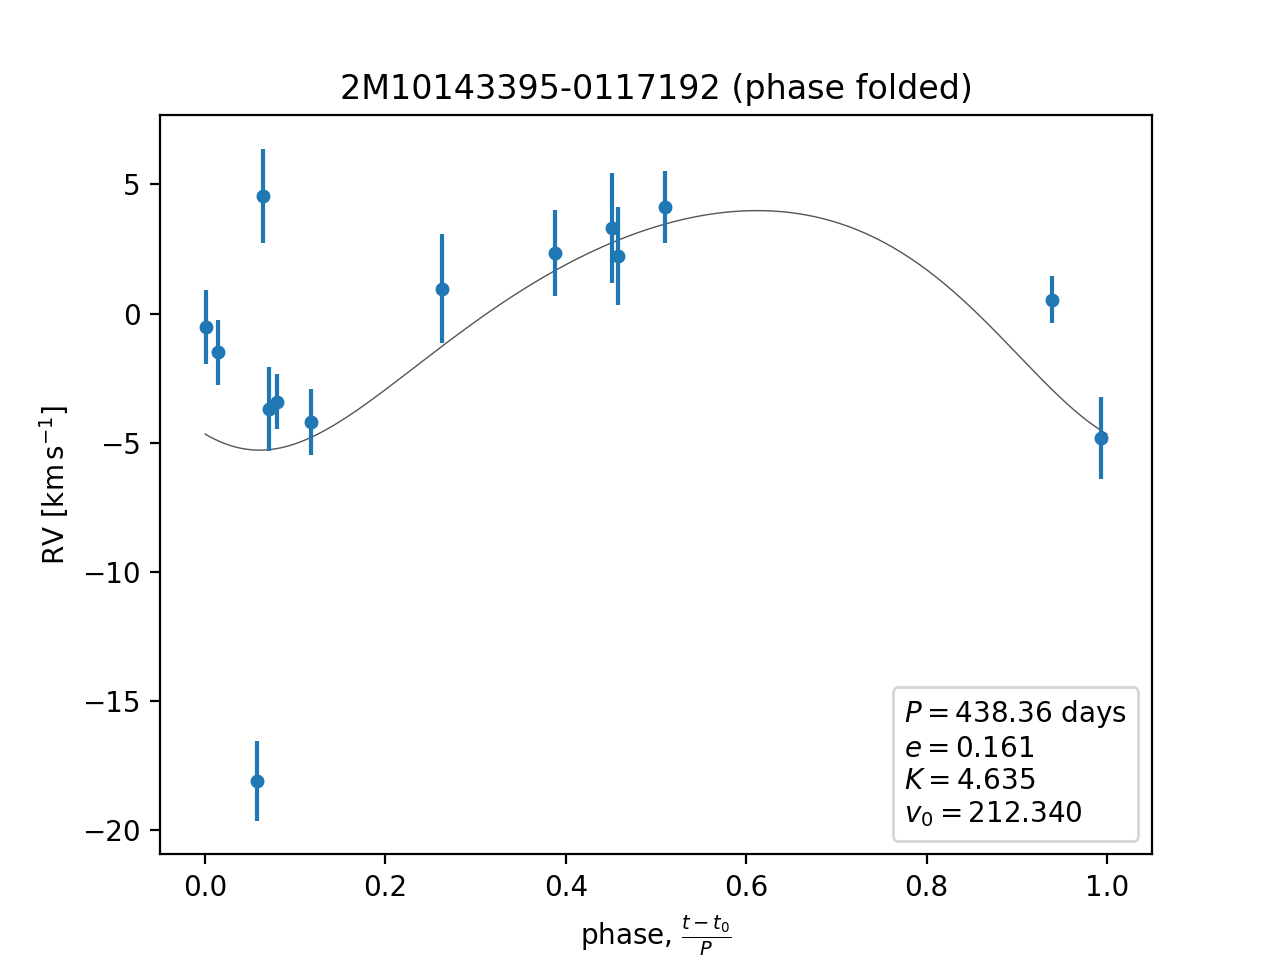 2M10143395-0117192 (phase folded)
RV [km s⁻¹]
5
0
−5
−10
−15
−20
P = 438.36 days
e = 0.161
K = 4.635
v₀ = 212.340
0.0 0.2 0.4 0.6 0.8 1.0
phase, (t − t₀)/P